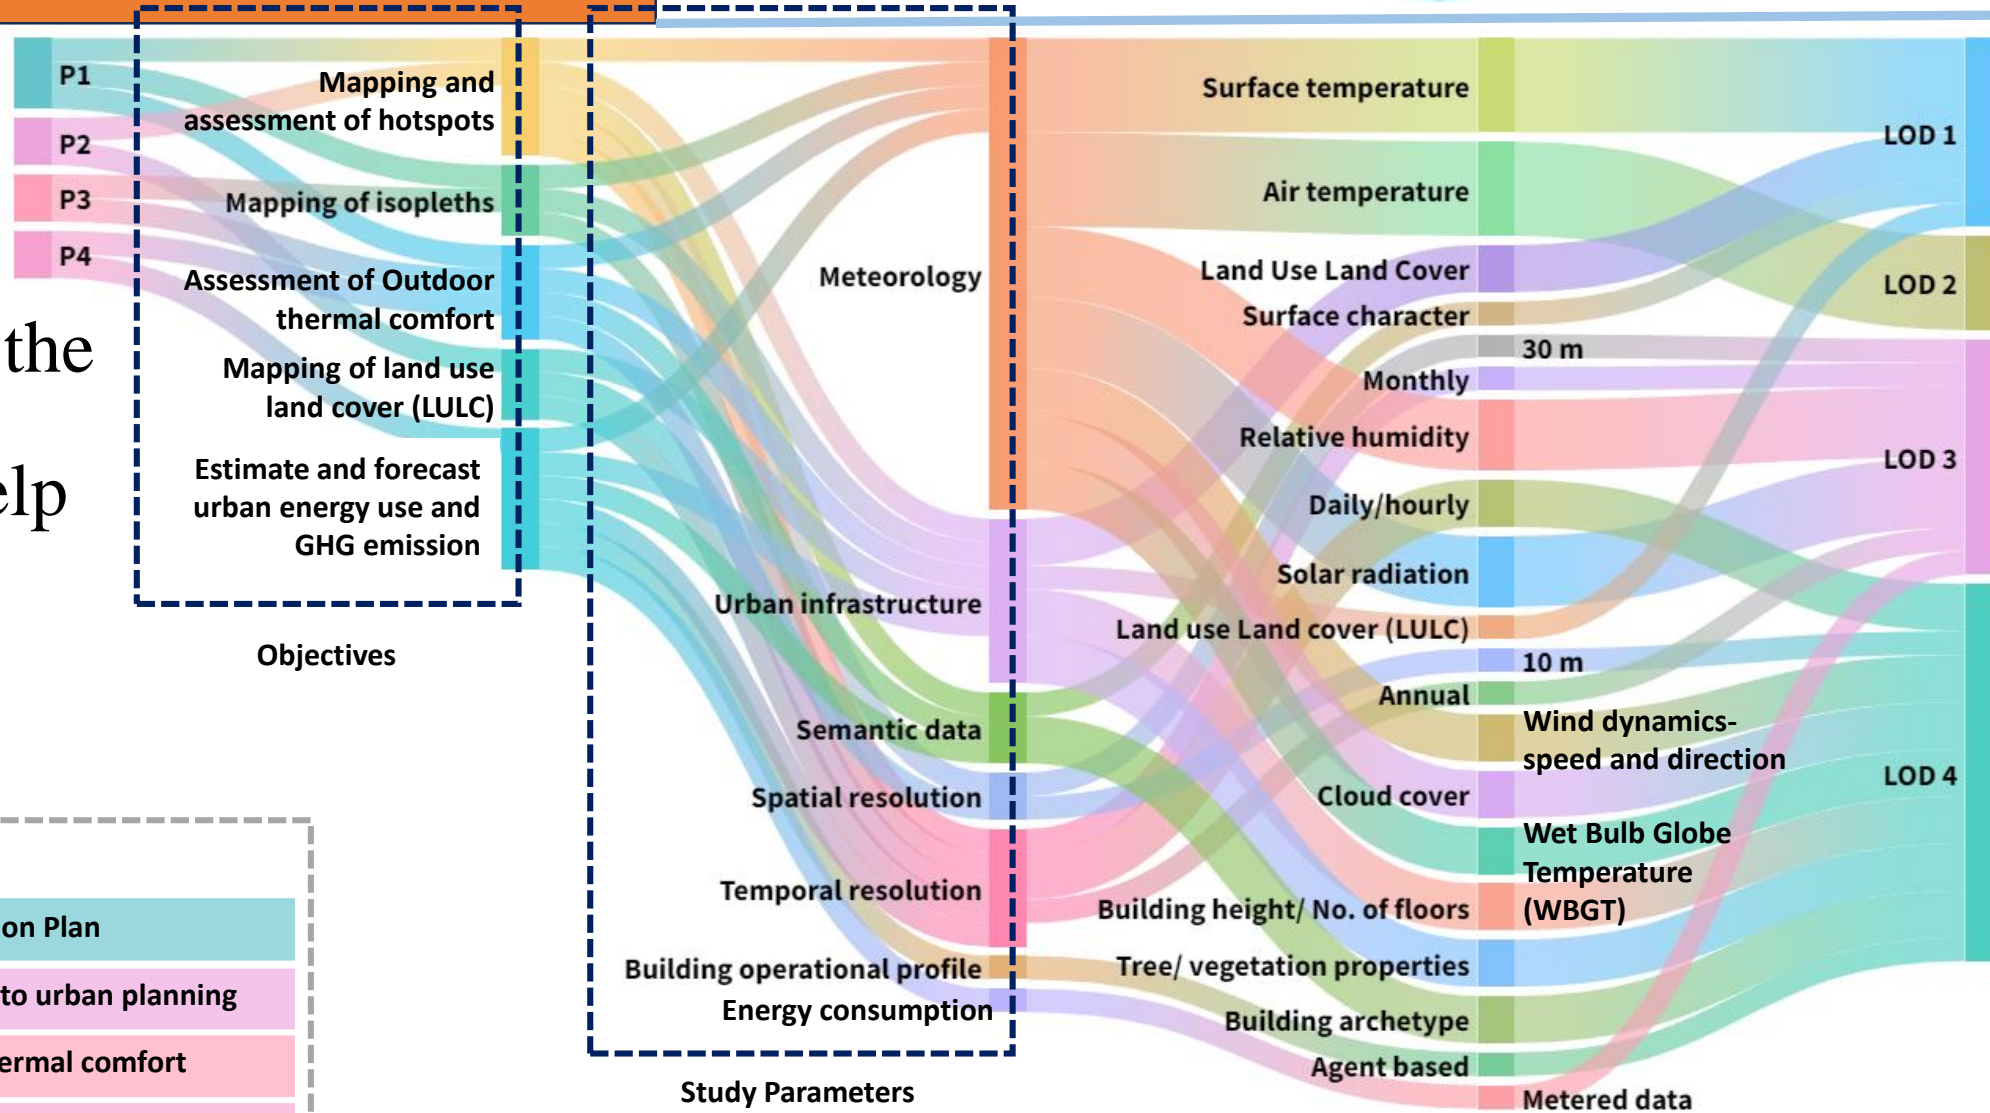 P1
P2
P3
P4
the
elp
Mapping and
assessment of hotspots
Mapping of isopleths
Assessment of Outdoor
thermal comfort
Mapping of land use
land cover (LULC)
Estimate and forecast
urban energy use and
GHG emission
Objectives
on Plan
to urban planning
ermal comfort
Meteorology
Urban infrastructure
Semantic data
Spatial resolution
Temporal resolution
Building operational profile
Energy consumption
Study Parameters
Surface temperature
Air temperature
Land Use Land Cover
Surface character
30 m
Monthly
Relative humidity
Daily/hourly
Solar radiation
Land use Land cover (LULC)
10 m
Annual
Wind dynamics-
speed and direction
Cloud cover
Wet Bulb Globe
Temperature
(WBGT)
Building height/ No. of floors
Tree/ vegetation properties
Building archetype
Agent based
Metered data
LOD 1
LOD 2
LOD 3
LOD 4